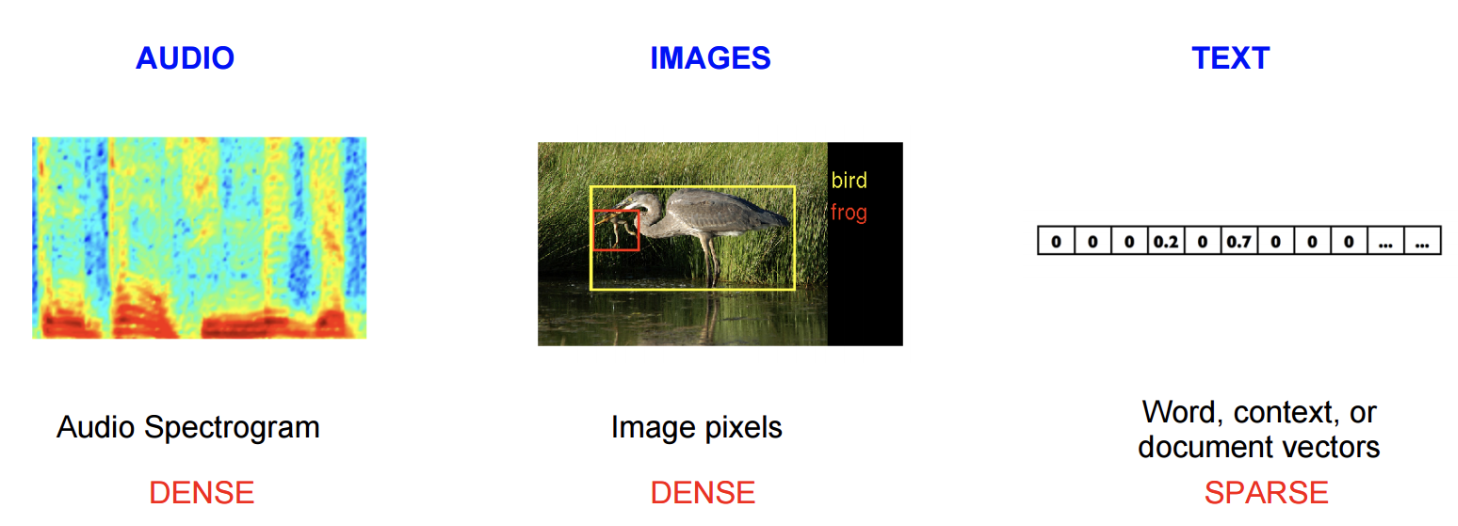 AUDIO
IMAGES
TEXT
bird
frog
0 0 0 0.2 0 0.7 0 0 0 ... ...
Audio Spectrogram
Image pixels
Word, context, or
document vectors
DENSE
DENSE
SPARSE